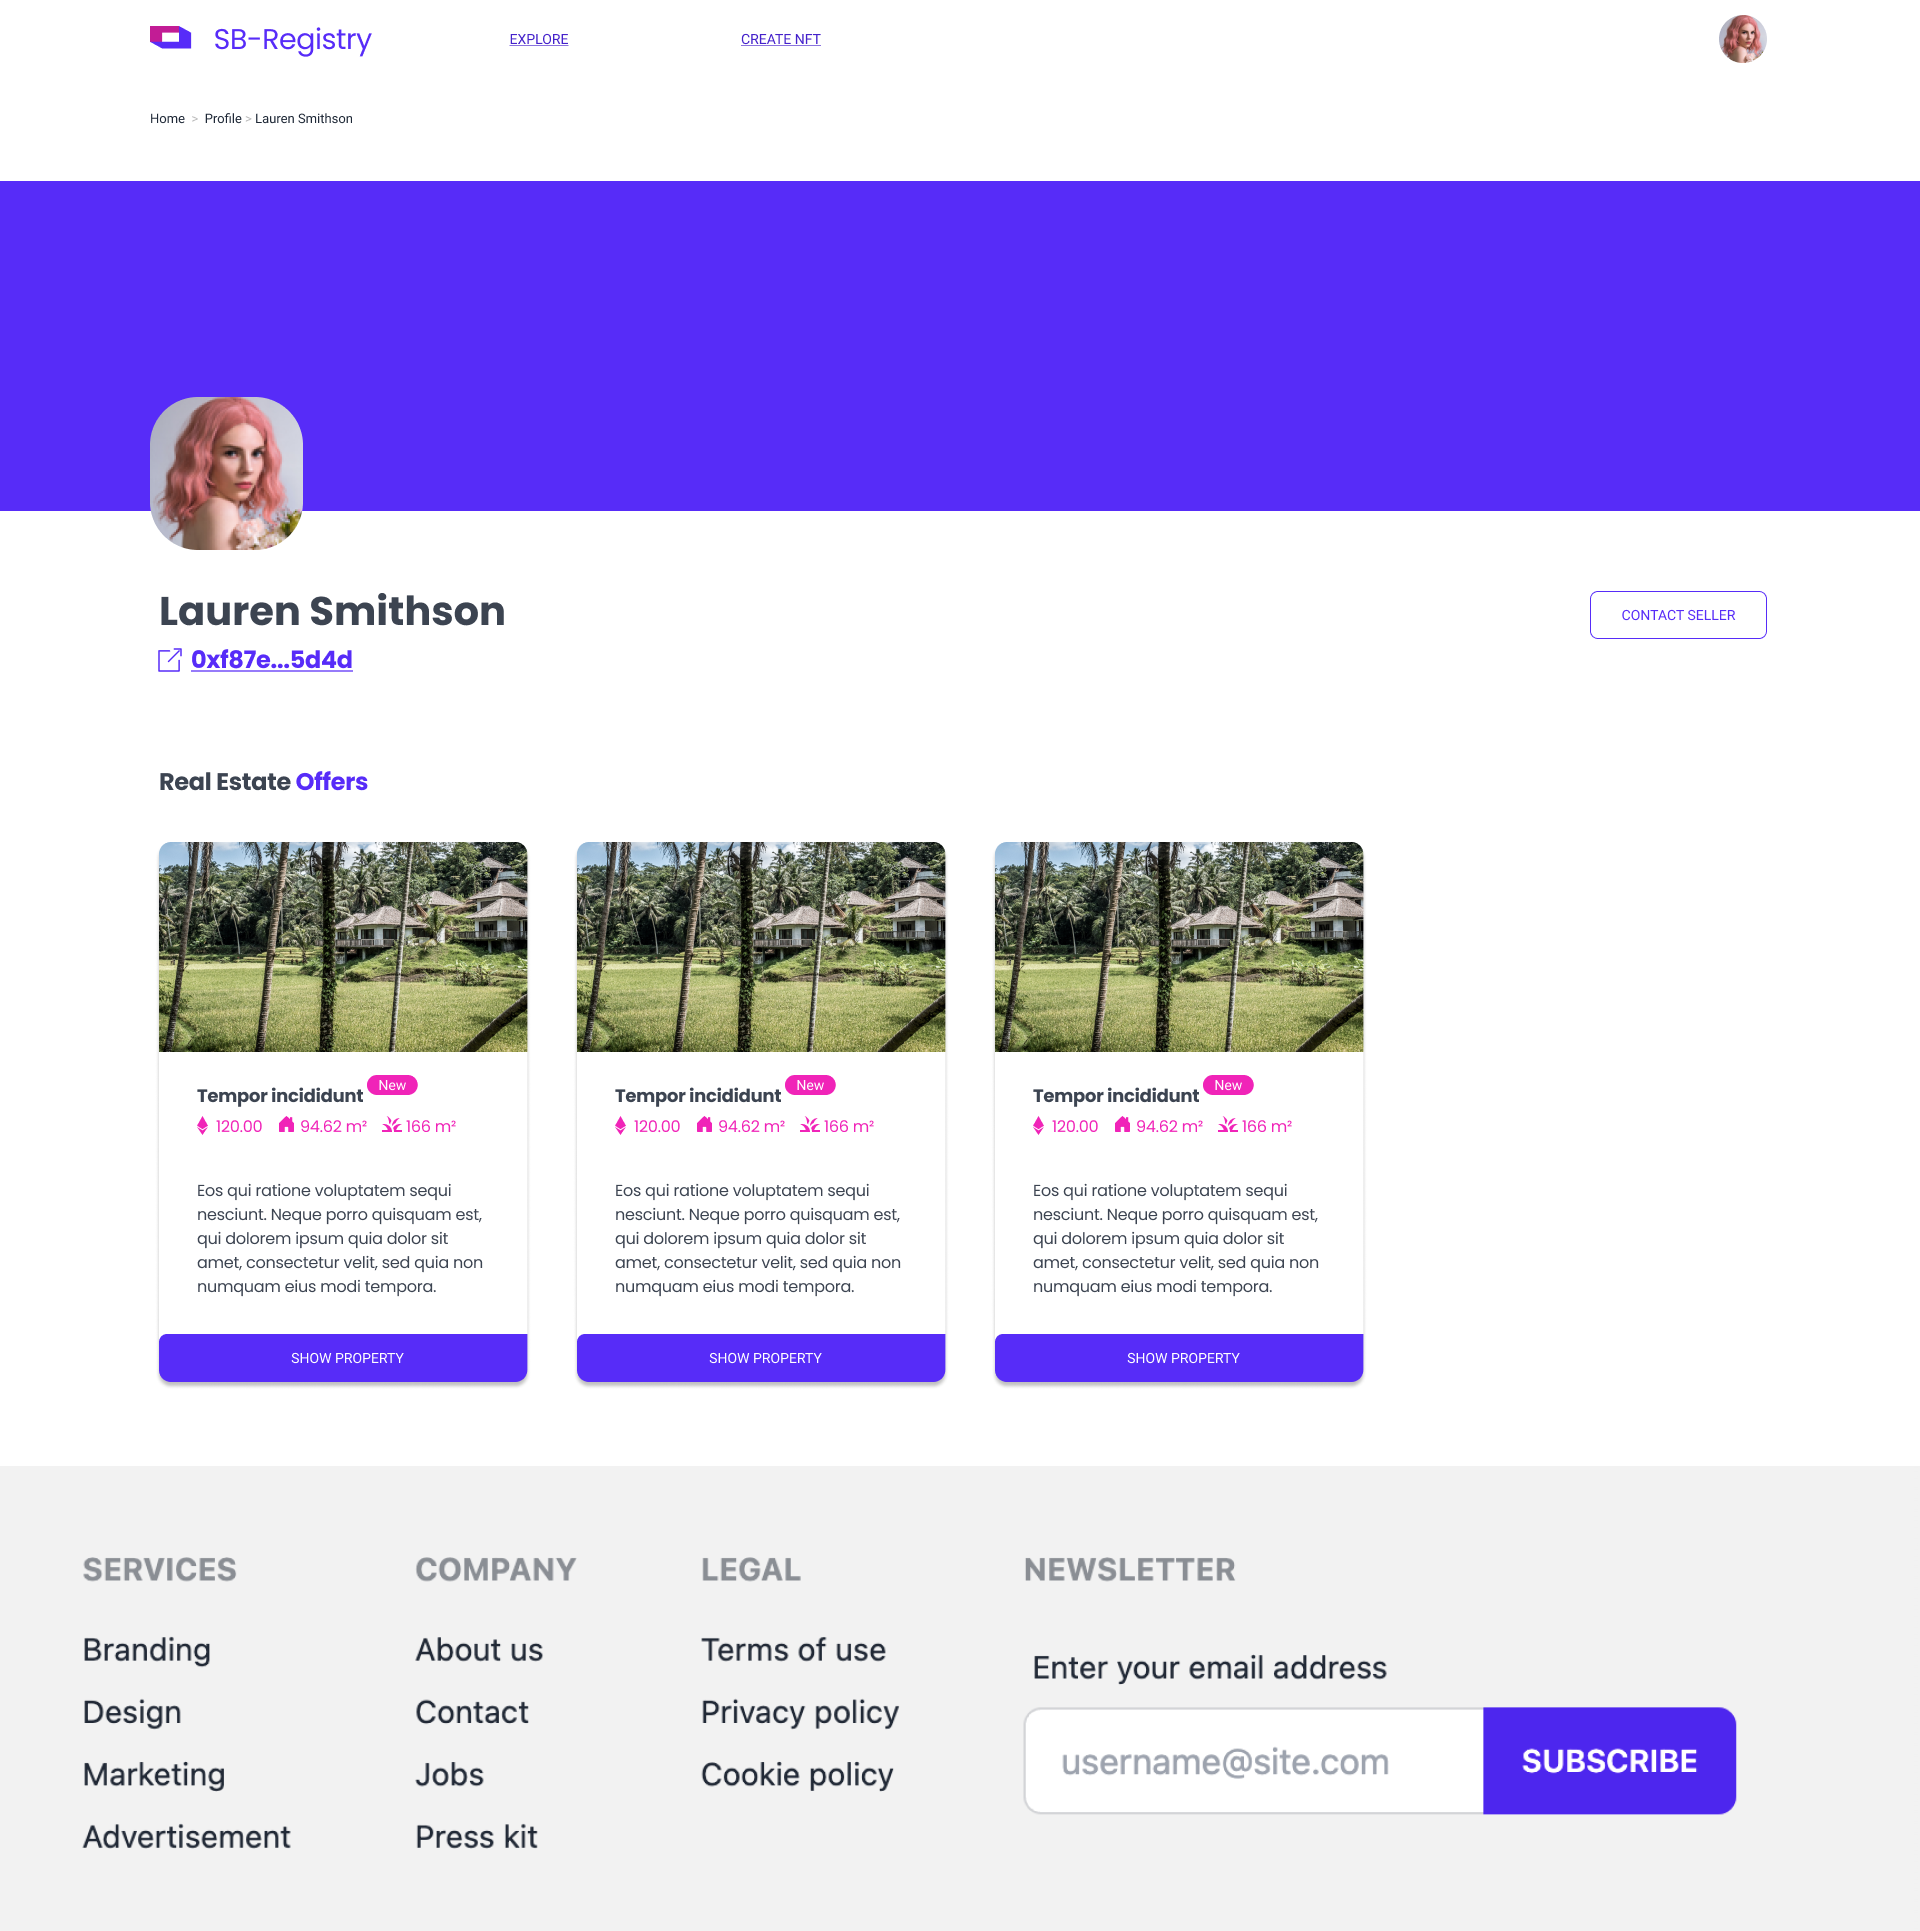 SB-Registry
EXPLORE
CREATE NFT
Home > Profile > Lauren Smithson
Lauren Smithson
CONTACT SELLER
0xf87e...5d4d
Real Estate Offers
Tempor incididunt New
120.00 94.62 m² 166 m²
Eos qui ratione voluptatem sequi
nesciunt. Neque porro quisquam est,
qui dolorem ipsum quia dolor sit
amet, consectetur velit, sed quia non
numquam eius modi tempora.
SHOW PROPERTY
Tempor incididunt New
120.00 94.62 m² 166 m²
Eos qui ratione voluptatem sequi
nesciunt. Neque porro quisquam est,
qui dolorem ipsum quia dolor sit
amet, consectetur velit, sed quia non
numquam eius modi tempora.
SHOW PROPERTY
Tempor incididunt New
120.00 94.62 m² 166 m²
Eos qui ratione voluptatem sequi
nesciunt. Neque porro quisquam est,
qui dolorem ipsum quia dolor sit
amet, consectetur velit, sed quia non
numquam eius modi tempora.
SHOW PROPERTY
SERVICES
Branding
Design
Marketing
Advertisement
COMPANY
About us
Contact
Jobs
Press kit
LEGAL
Terms of use
Privacy policy
Cookie policy
NEWSLETTER
Enter your email address
username@site.com
SUBSCRIBE